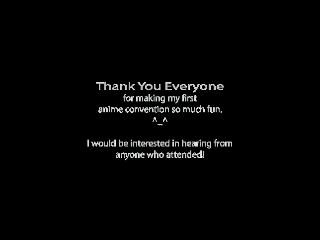 Thank You Everyone
for making my first
anime convention so much fun.
^_^
I would be interested in hearing from
anyone who attended!